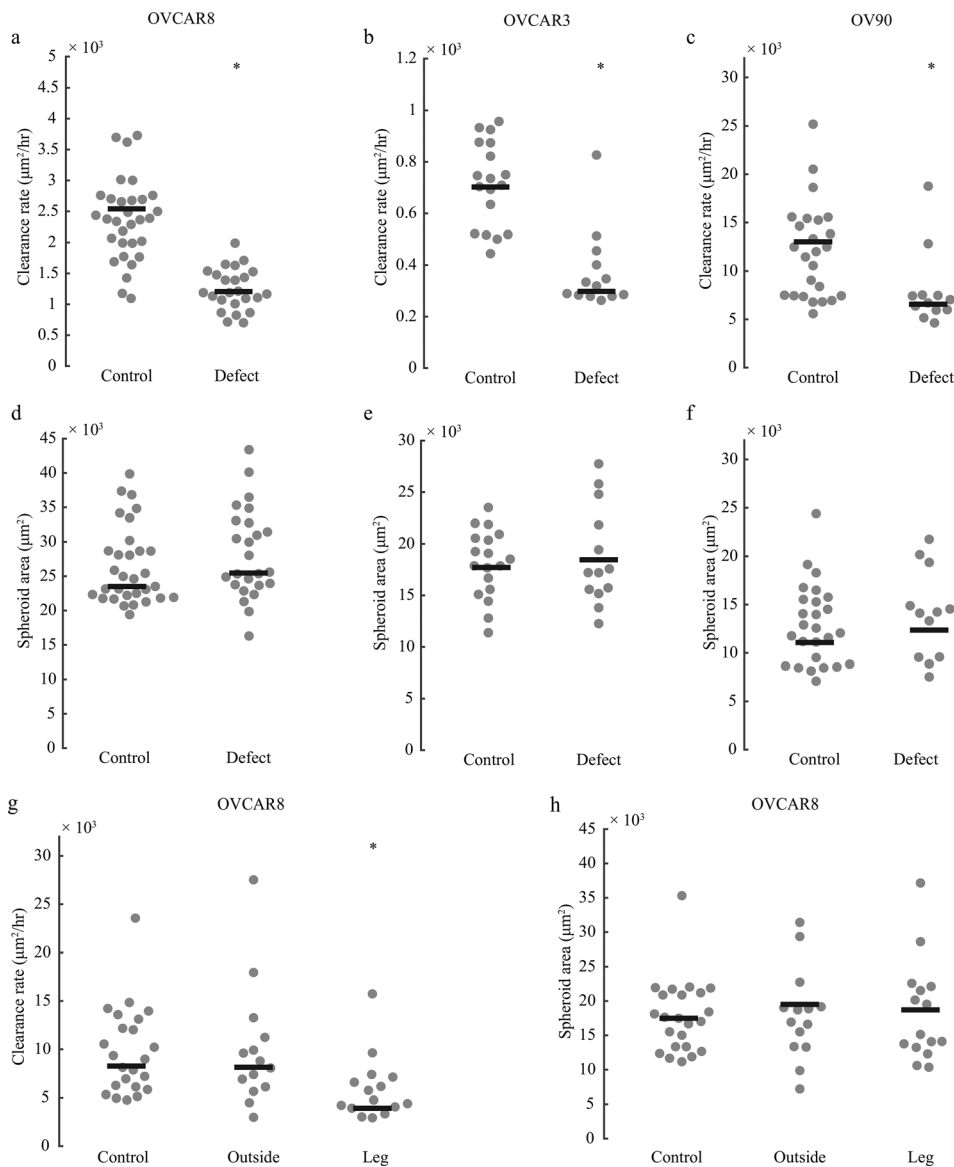 OVCAR8
OVCAR3
OV90
a
b
c
× 10³
5
4.5
4
3.5
3
2.5
2
1.5
1
0.5
0
Clearance rate (µm²/hr)
Control
Defect
*
× 10³
1.2
1
0.8
0.6
0.4
0.2
0
Clearance rate (µm²/hr)
Control
Defect
*
× 10³
30
25
20
15
10
5
0
Clearance rate (µm²/hr)
Control
Defect
*
d
e
f
× 10³
45
40
35
30
25
20
15
10
5
0
Spheroid area (µm²)
Control
Defect
× 10³
30
25
20
15
10
5
0
Spheroid area (µm²)
Control
Defect
× 10³
30
25
20
15
10
5
0
Spheroid area (µm²)
Control
Defect
g
OVCAR8
× 10³
30
25
20
15
10
5
0
Clearance rate (µm²/hr)
Control
Outside
Leg
*
h
OVCAR8
× 10³
45
40
35
30
25
20
15
10
5
0
Spheroid area (µm²)
Control
Outside
Leg